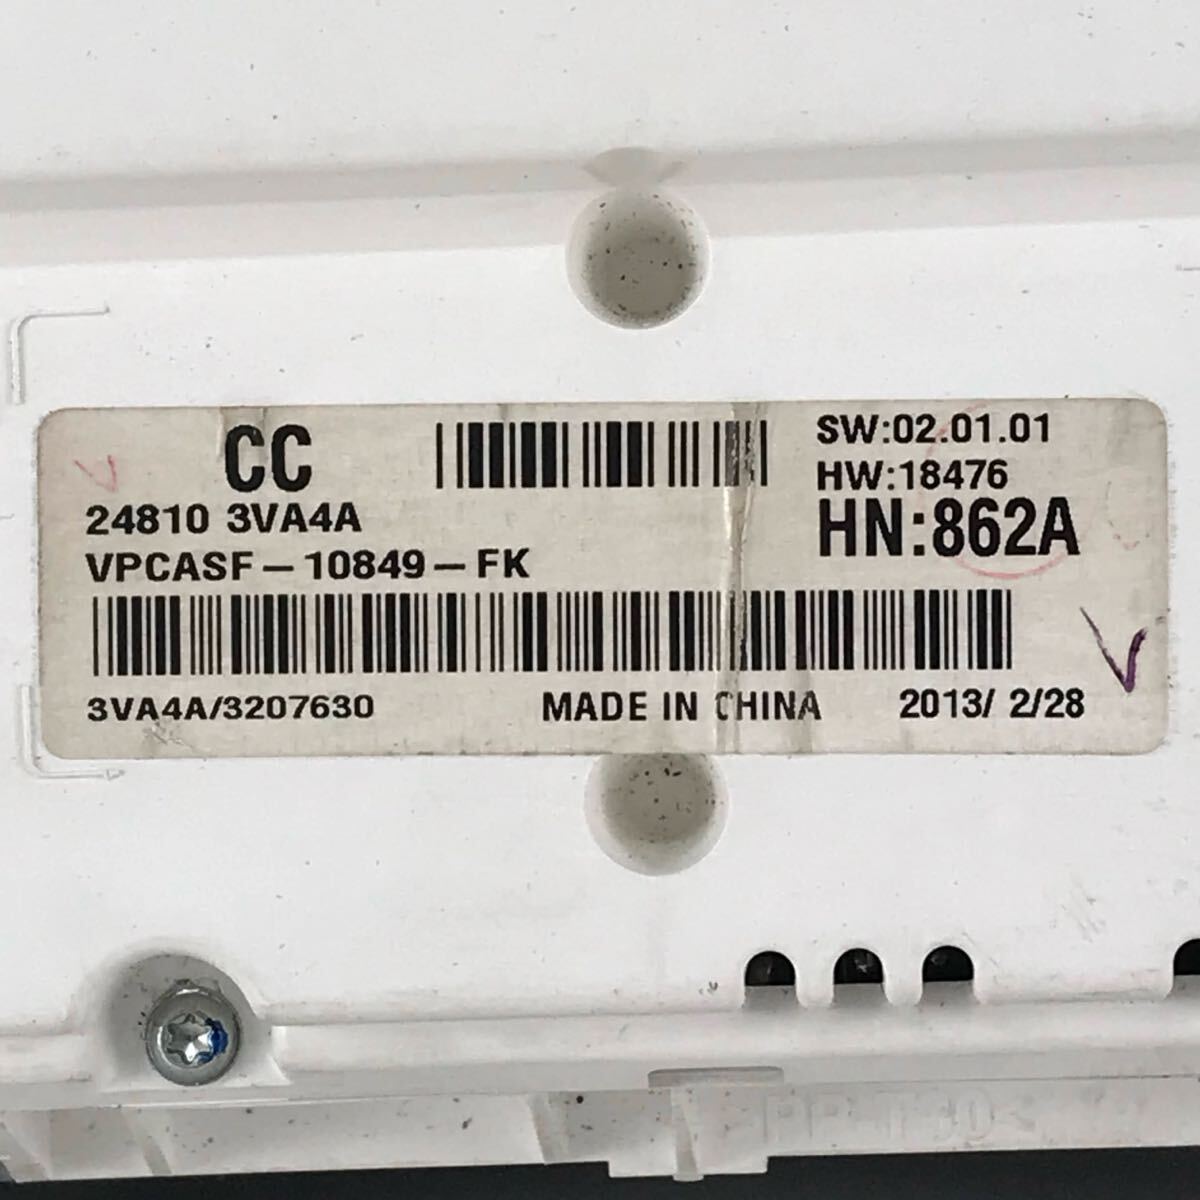 CC
24810 3VA4A
VPCASF-10849-FK
SW:02.01.01
HW:18476
HN:862A
3VA4A/3207630
MADE IN CHINA
2013/ 2/28